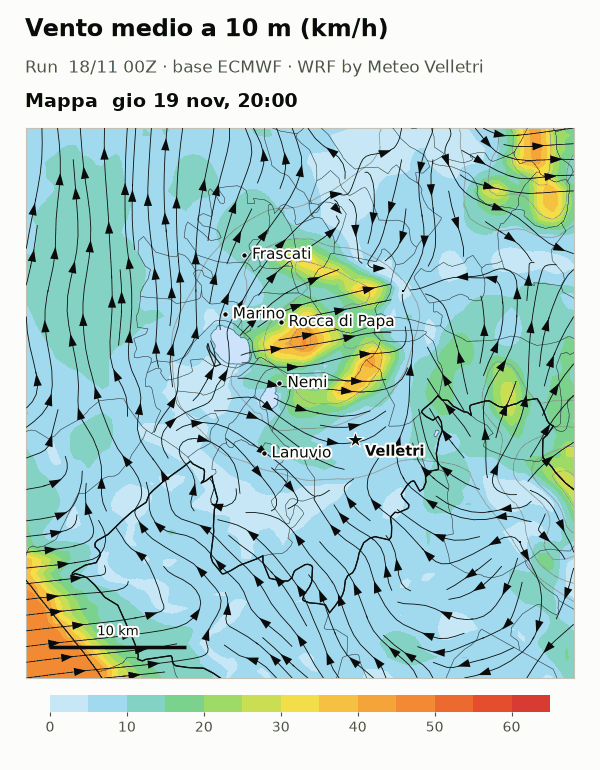 Vento medio a 10 m (km/h)
Run 18/11 00Z · base ECMWF · WRF by Meteo Velletri
Mappa gio 19 nov, 20:00
Frascati
Marino
Rocca di Papa
Nemi
Lanuvio
Velletri
10 km
0 10 20 30 40 50 60